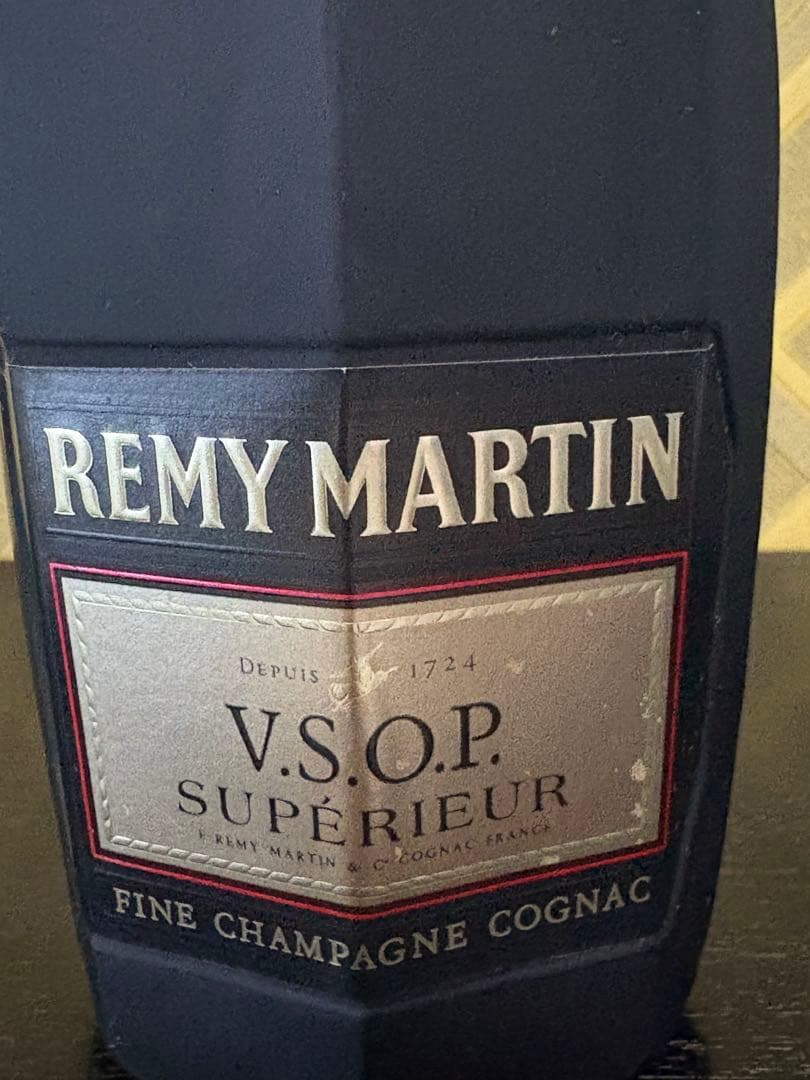 REMY MARTIN
DEPUIS 1724
V.S.O.P.
SUPÉRIEUR
E. REMY MARTIN & Cº COGNAC FRANCE
FINE CHAMPAGNE COGNAC